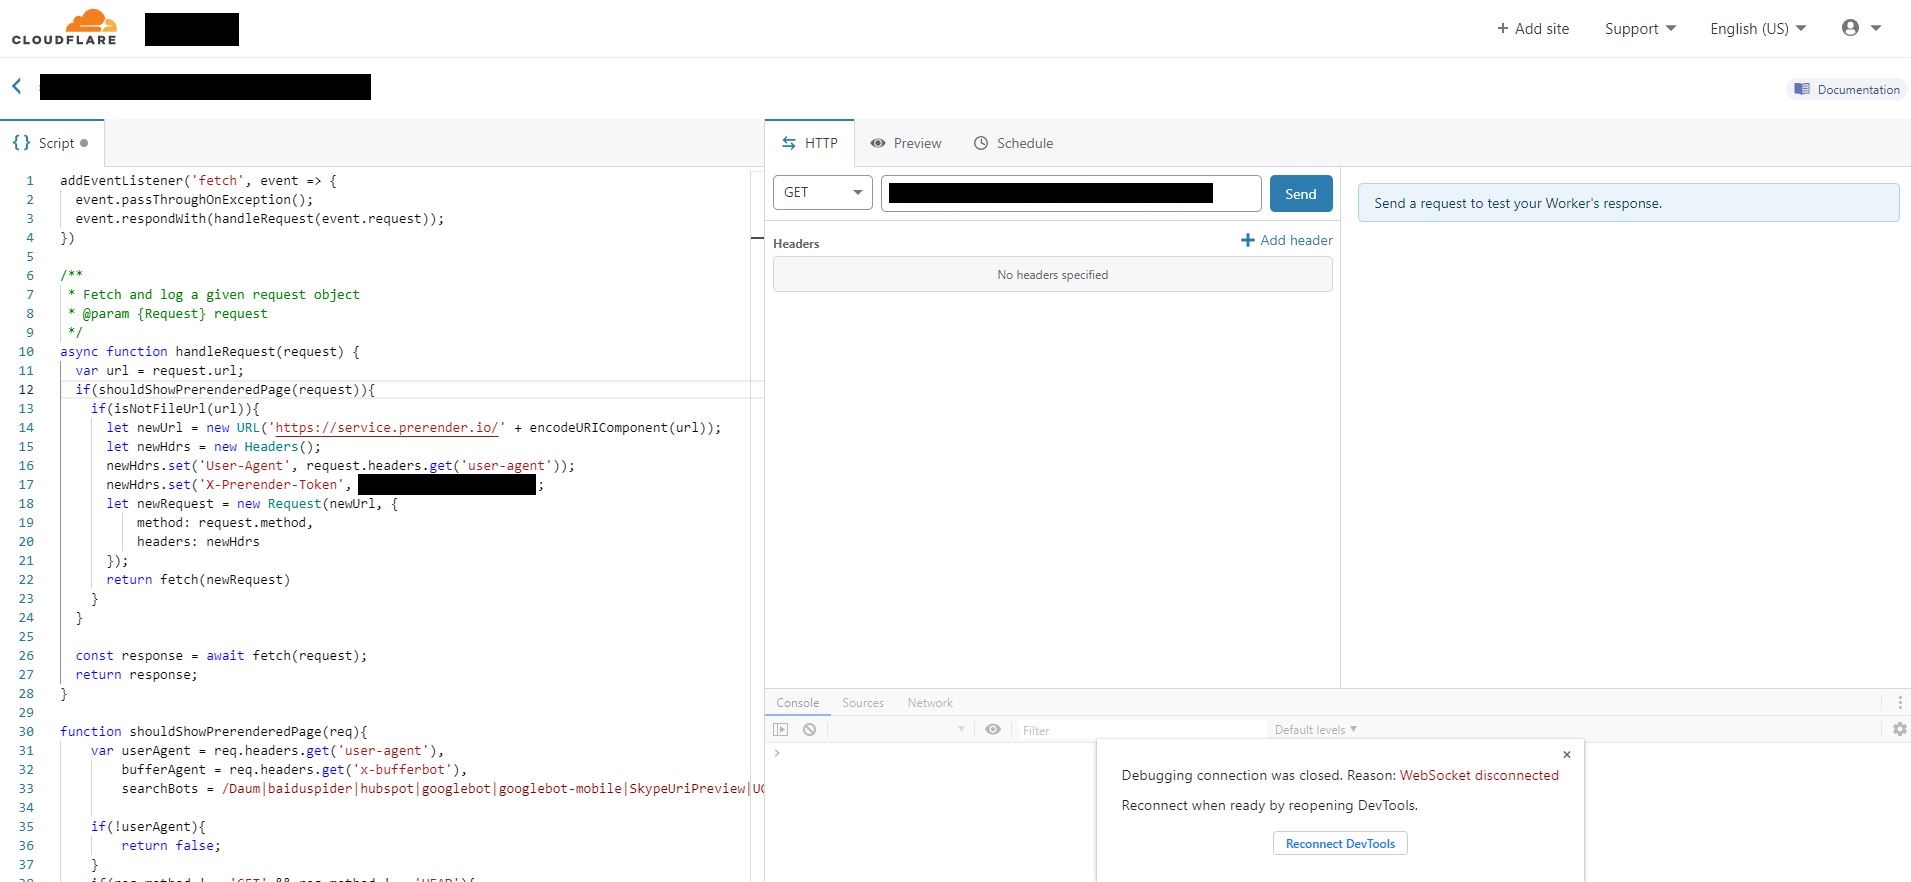 CLOUDFLARE
+ Add site Support English (US)
Documentation
{} Script
HTTP Preview Schedule
1 addEventListener('fetch', event => {
2 event.passThroughOnException();
3 event.respondWith(handleRequest(event.request));
4 })
5
6 /**
7 * Fetch and log a given request object
8 * @param {Request} request
9 */
10 async function handleRequest(request) {
11 var url = request.url;
12 if(shouldShowPrerenderedPage(request)){
13 if(isNotFileUrl(url)){
14 let newUrl = new URL('https://service.prerender.io/' + encodeURIComponent(url));
15 let newHdrs = new Headers();
16 newHdrs.set('User-Agent', request.headers.get('user-agent'));
17 newHdrs.set('X-Prerender-Token', ;
18 let newRequest = new Request(newUrl, {
19 method: request.method,
20 headers: newHdrs
21 });
22 return fetch(newRequest)
23 }
24 }
25
26 const response = await fetch(request);
27 return response;
28 }
29
30 function shouldShowPrerenderedPage(req){
31 var userAgent = req.headers.get('user-agent'),
32 bufferAgent = req.headers.get('x-bufferbot'),
33 searchBots = /Daum|baiduspider|hubspot|googlebot|googlebot-mobile|SkypeUriPreview|
34
35 if(!userAgent){
36 return false;
37 }
GET Send
Headers + Add header
No headers specified
Send a request to test your Worker's response.
Console Sources Network
Filter Default levels
>
Debugging connection was closed. Reason: WebSocket disconnected
Reconnect when ready by reopening DevTools.
Reconnect DevTools